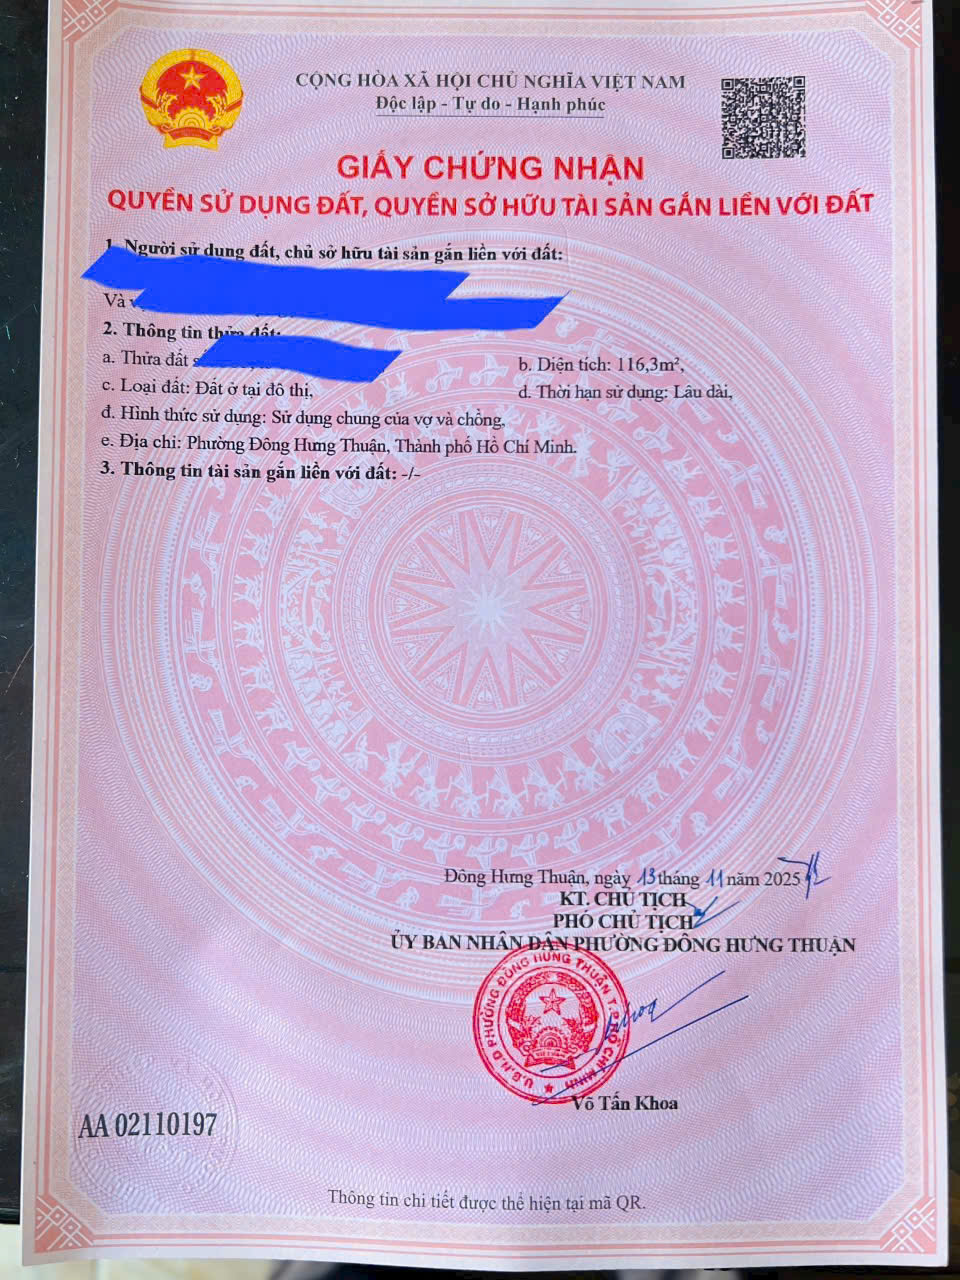 CỘNG HÒA XÃ HỘI CHỦ NGHĨA VIỆT NAM
Độc lập - Tự do - Hạnh phúc
GIẤY CHỨNG NHẬN
QUYỀN SỬ DỤNG ĐẤT, QUYỀN SỞ HỮU TÀI SẢN GẮN LIỀN VỚI ĐẤT
1. Người sử dụng đất, chủ sở hữu tài sản gắn liền với đất:
Và
2. Thông tin thửa đất:
a. Thửa đất
b. Diện tích: 116,3m²,
c. Loại đất: Đất ở tại đô thị,
d. Thời hạn sử dụng: Lâu dài,
đ. Hình thức sử dụng: Sử dụng chung của vợ và chồng,
e. Địa chỉ: Phường Đông Hưng Thuận, Thành phố Hồ Chí Minh.
3. Thông tin tài sản gắn liền với đất: -/-
Đông Hưng Thuận, ngày 13 tháng 11 năm 2025
KT. CHỦ TỊCH
PHÓ CHỦ TỊCH
ỦY BAN NHÂN DÂN PHƯỜNG ĐÔNG HƯNG THUẬN
U.B.N.D PHƯỜNG ĐÔNG HƯNG THUẬN T.P HỒ CHÍ MINH
Võ Tấn Khoa
AA 02110197
Thông tin chi tiết được thể hiện tại mã QR.